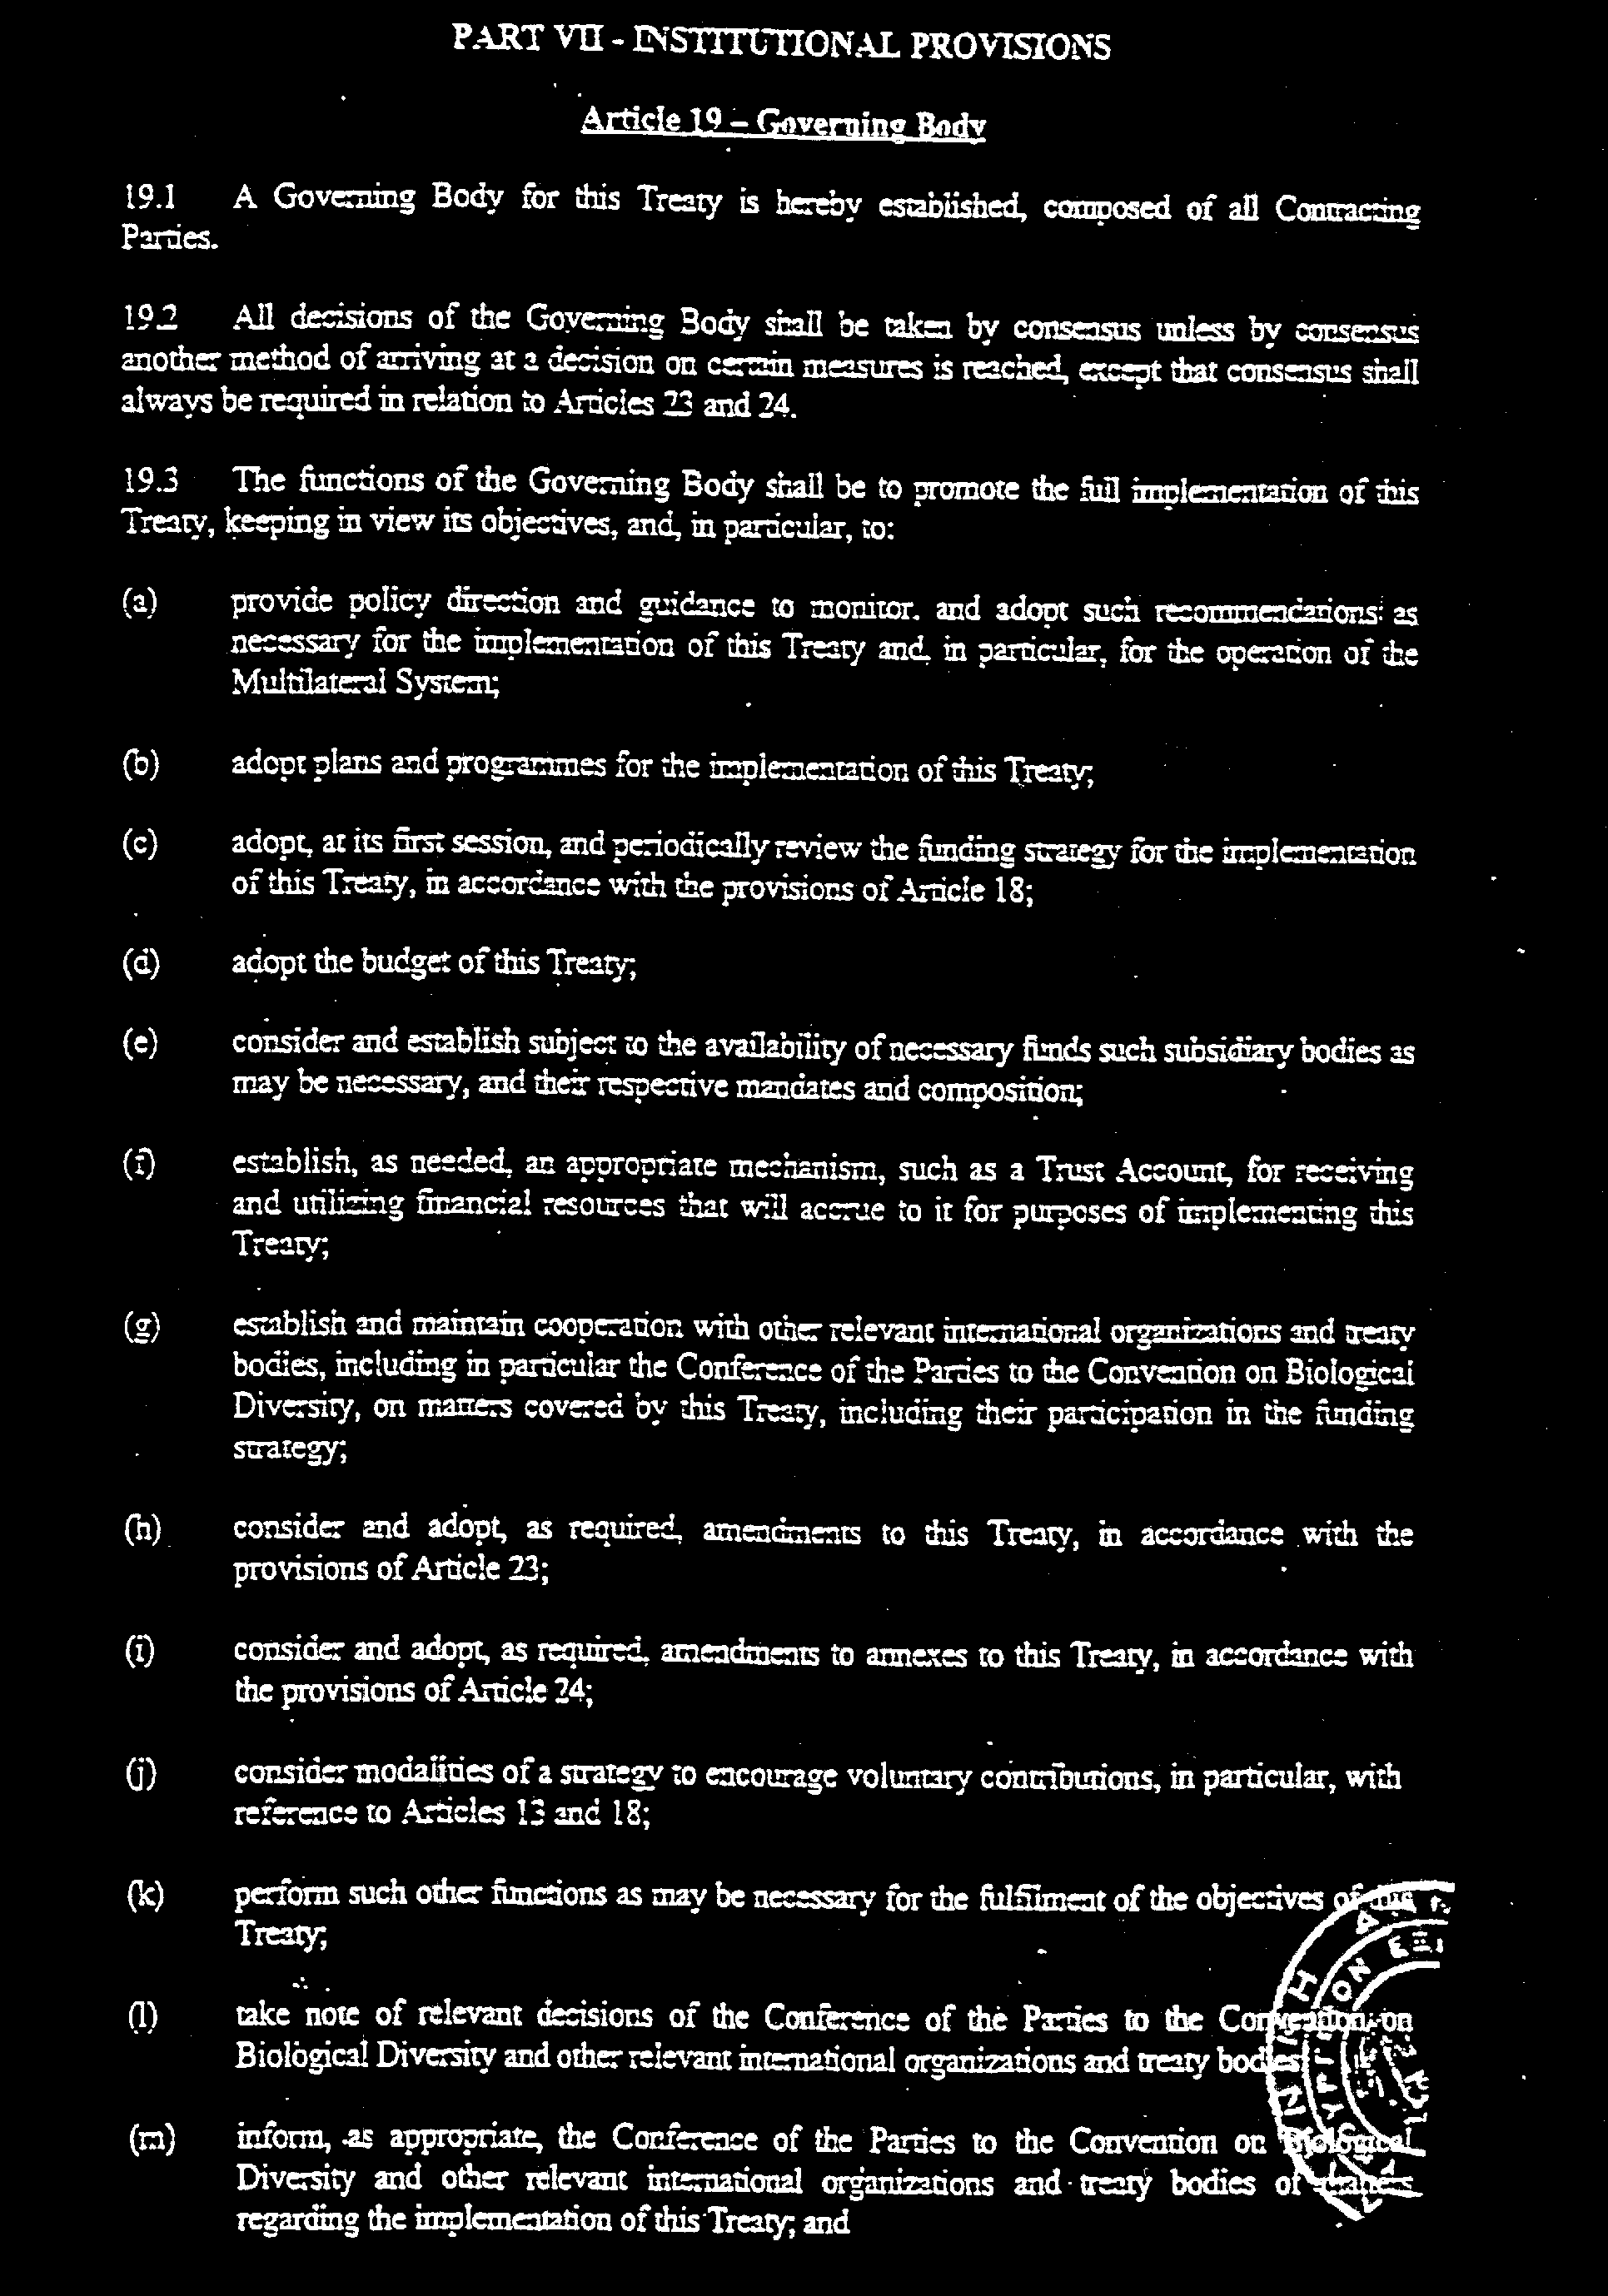 PART VII - INSTITUTIONAL PROVISIONS
Article 19 – Governing Body
19.1 A Governing Body for this Treaty is hereby established, composed of all Contracting
Parties.
19.2 All decisions of the Governing Body shall be taken by consensus unless by consensus
another method of arriving at a decision on certain measures is reached, except that consensus shall
always be required in relation to Articles 23 and 24.
19.3 The functions of the Governing Body shall be to promote the full implementation of this
Treaty, keeping in view its objectives, and, in particular, to:
(a) provide policy direction and guidance to monitor, and adopt such recommendations as
necessary for the implementation of this Treaty and, in particular, for the operation of the
Multilateral System;
(b) adopt plans and programmes for the implementation of this Treaty;
(c) adopt, at its first session, and periodically review the funding strategy for the implementation
of this Treaty, in accordance with the provisions of Article 18;
(d) adopt the budget of this Treaty;
(e) consider and establish subject to the availability of necessary funds such subsidiary bodies as
may be necessary, and their respective mandates and composition;
(f) establish, as needed, an appropriate mechanism, such as a Trust Account, for receiving
and utilizing financial resources that will accrue to it for purposes of implementing this
Treaty;
(g) establish and maintain cooperation with other relevant international organizations and treaty
bodies, including in particular the Conference of the Parties to the Convention on Biological
Diversity, on matters covered by this Treaty, including their participation in the funding
strategy;
(h) consider and adopt, as required, amendments to this Treaty, in accordance with the
provisions of Article 23;
(i) consider and adopt, as required, amendments to annexes to this Treaty, in accordance with
the provisions of Article 24;
(j) consider modalities of a strategy to encourage voluntary contributions, in particular, with
reference to Articles 13 and 18;
(k) perform such other functions as may be necessary for the fulfilment of the objectives of this
Treaty;
(l) take note of relevant decisions of the Conference of the Parties to the Convention on
Biological Diversity and other relevant international organizations and treaty bodies;
(m) inform, as appropriate, the Conference of the Parties to the Convention on Biological
Diversity and other relevant international organizations and treaty bodies of matters
regarding the implementation of this Treaty; and